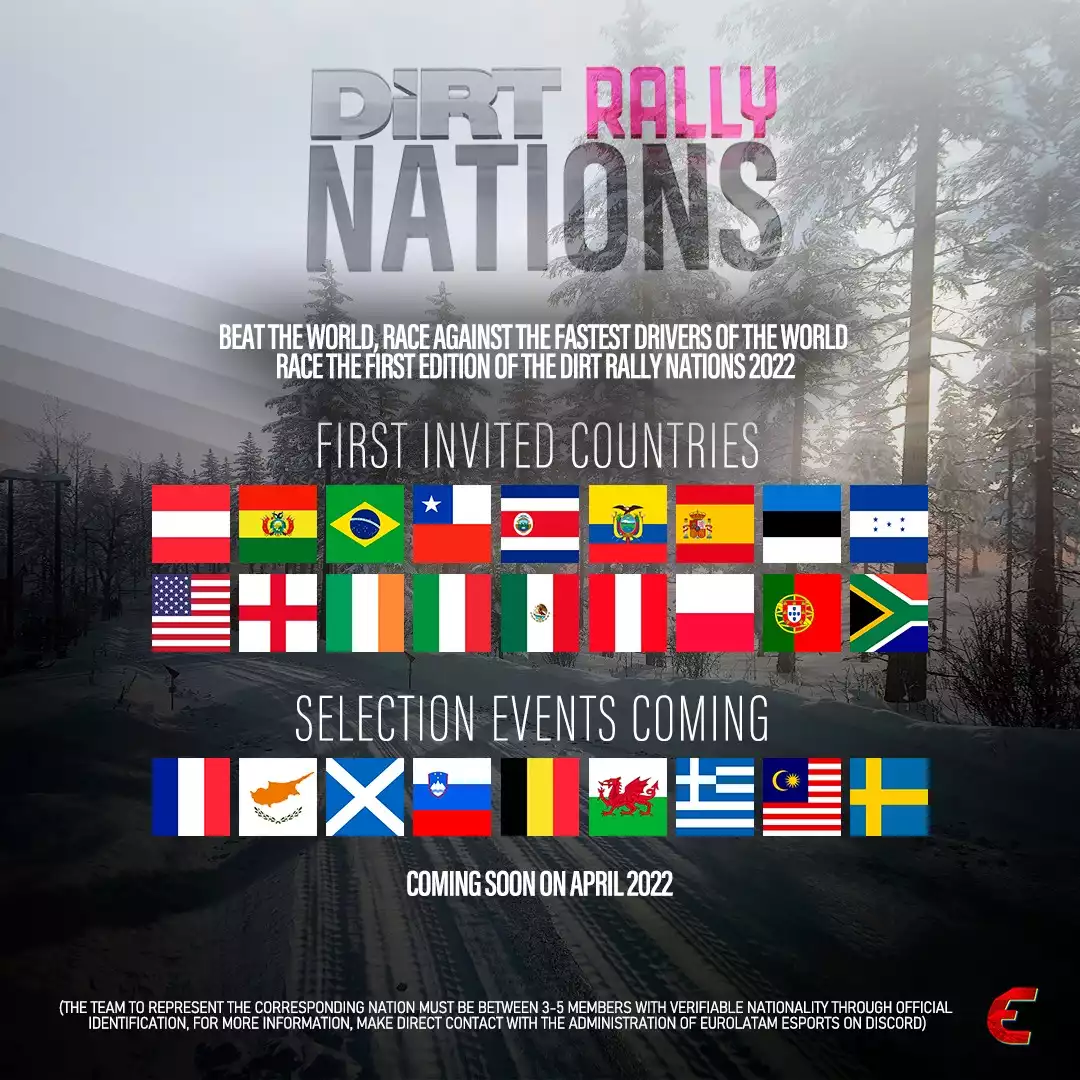 DiRT RALLY
NATIONS
BEAT THE WORLD, RACE AGAINST THE FASTEST DRIVERS OF THE WORLD
RACE THE FIRST EDITION OF THE DIRT RALLY NATIONS 2022
FIRST INVITED COUNTRIES
SELECTION EVENTS COMING
COMING SOON ON APRIL 2022
(THE TEAM TO REPRESENT THE CORRESPONDING NATION MUST BE BETWEEN 3-5 MEMBERS WITH VERIFIABLE NATIONALITY THROUGH OFFICIAL
IDENTIFICATION, FOR MORE INFORMATION, MAKE DIRECT CONTACT WITH THE ADMINISTRATION OF EUROLATAM ESPORTS ON DISCORD)
E